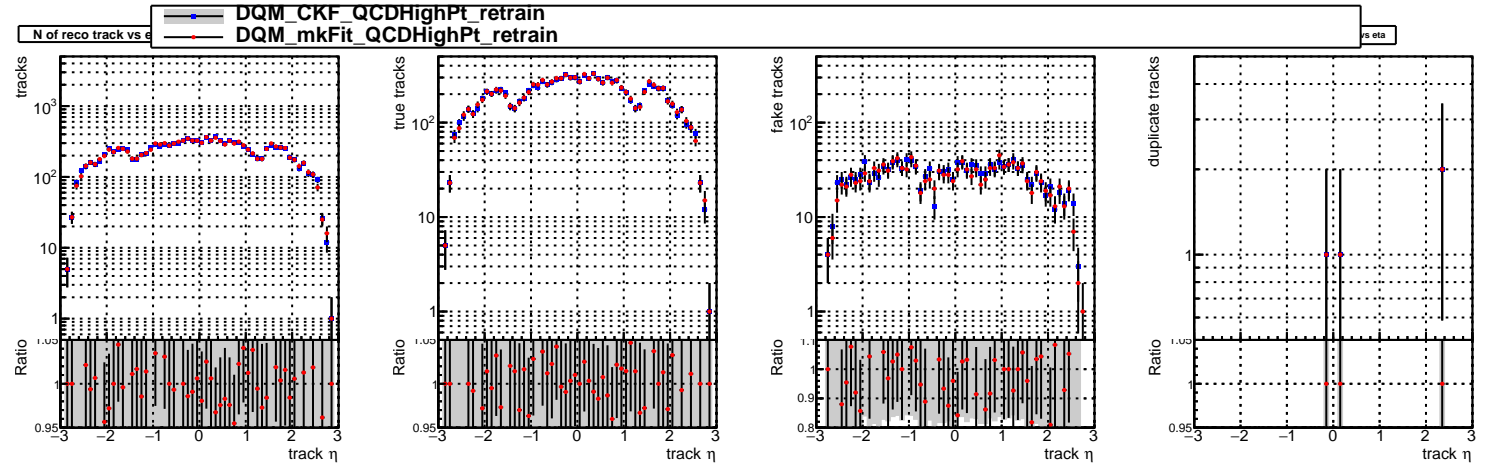 DQM_CKF_QCDHighPt_retrain
DQM_mkFit_QCDHighPt_retrain
N of reco track vs e
vs eta
tracks
10³
10²
10
1
Ratio
1.05
1
0.95
−3 −2 −1 0 1 2 3
track η
true tracks
10²
10
1
Ratio
1.05
1
0.95
−3 −2 −1 0 1 2 3
track η
fake tracks
10²
10
1
Ratio
1.1
1
0.9
0.8
−3 −2 −1 0 1 2 3
track η
duplicate tracks
1
Ratio
1.05
1
0.95
−3 −2 −1 0 1 2 3
track η